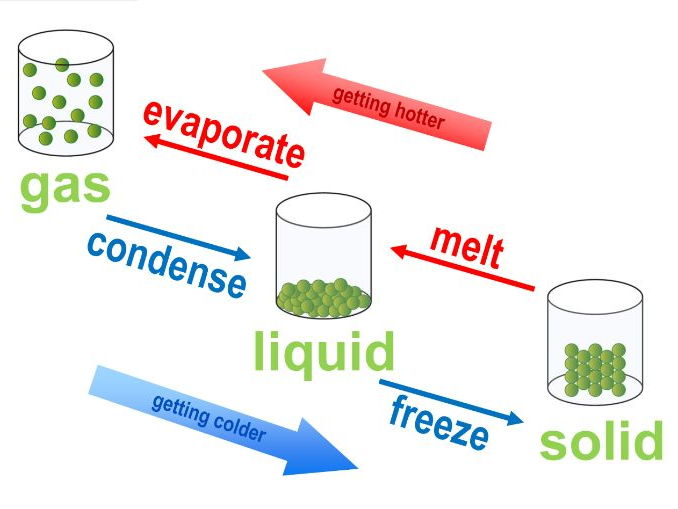 getting hotter
evaporate
gas
condense
melt
liquid
getting colder
freeze
solid